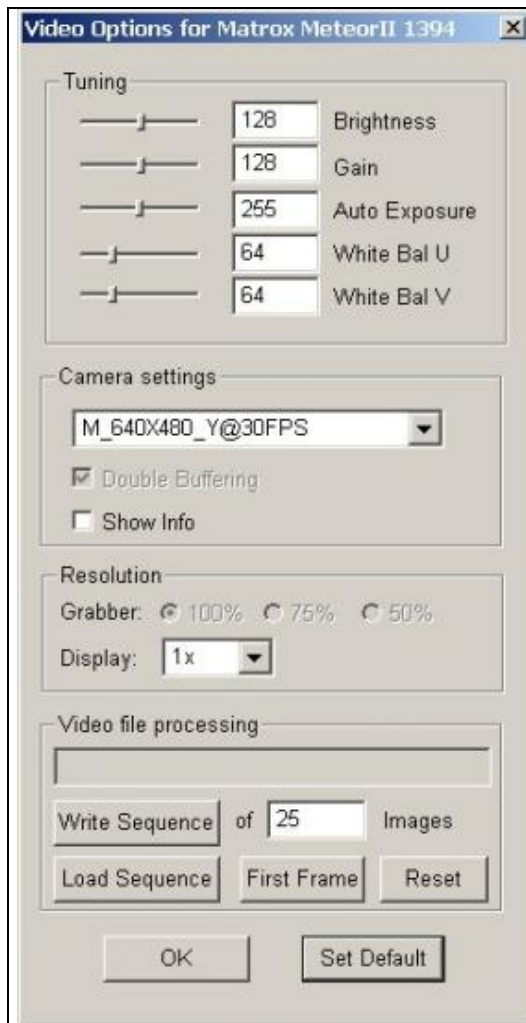 Video Options for Matrox MeteorII 1394
Tuning
128 Brightness
128 Gain
255 Auto Exposure
64 White Bal U
64 White Bal V
Camera settings
M_640X480_Y@30FPS
Double Buffering
Show Info
Resolution
Grabber: 100% 75% 50%
Display: 1x
Video file processing
Write Sequence of 25 Images
Load Sequence First Frame Reset
OK Set Default